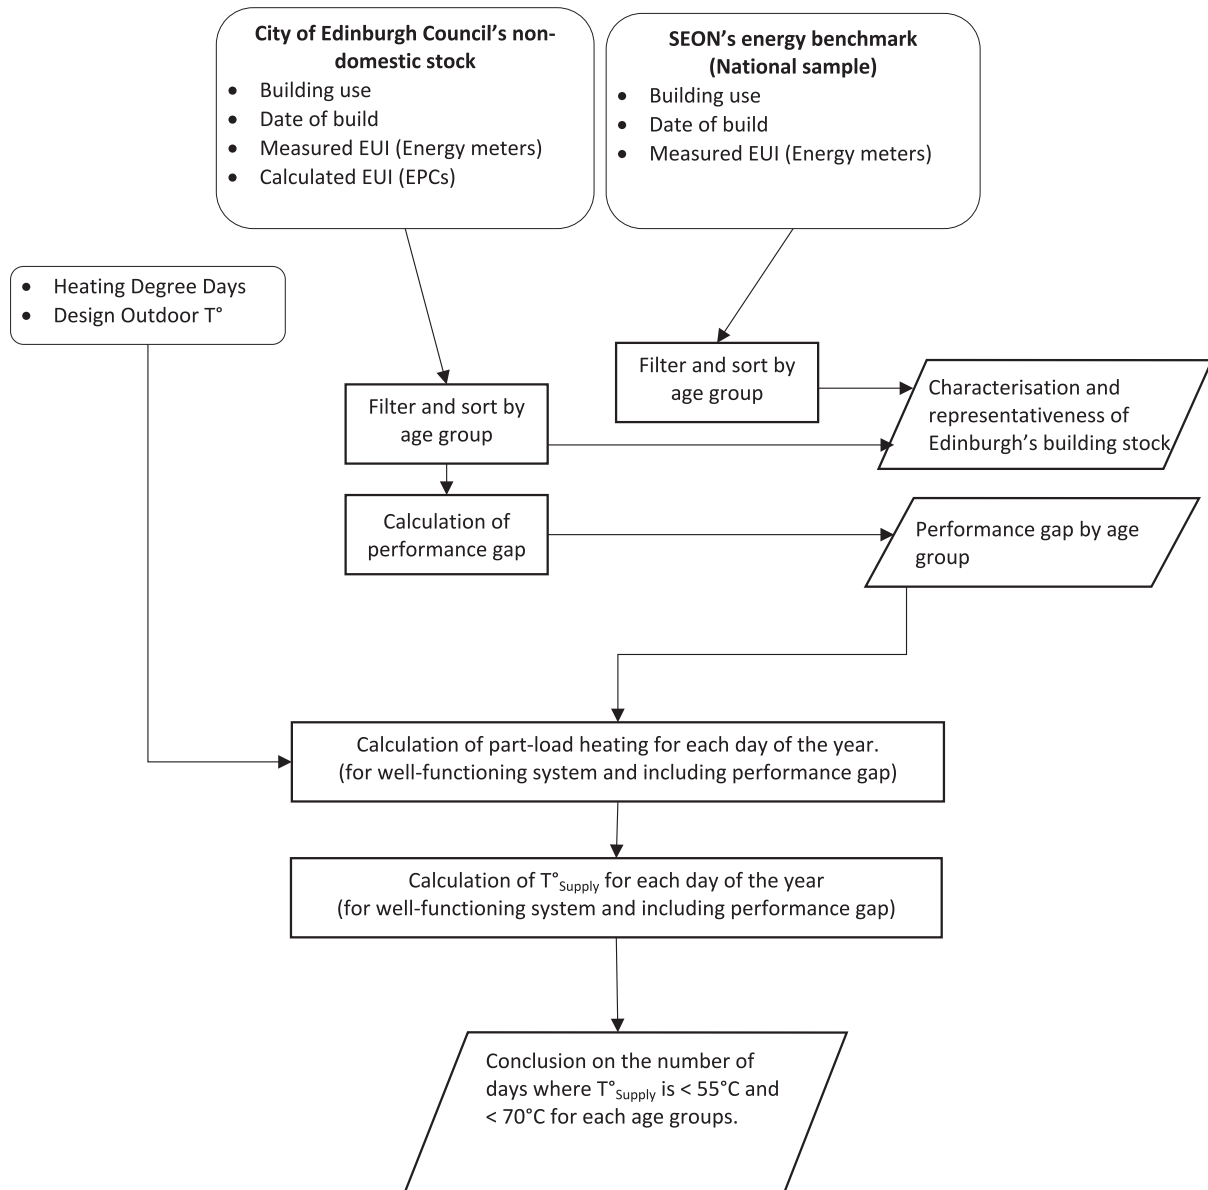 City of Edinburgh Council’s non-
domestic stock
• Building use
• Date of build
• Measured EUI (Energy meters)
• Calculated EUI (EPCs)
SEON’s energy benchmark
(National sample)
• Building use
• Date of build
• Measured EUI (Energy meters)
• Heating Degree Days
• Design Outdoor T°
Filter and sort by
age group
Filter and sort by
age group
Characterisation and
representativeness of
Edinburgh’s building stock
Calculation of
performance gap
Performance gap by age
group
Calculation of part-load heating for each day of the year.
(for well-functioning system and including performance gap)
Calculation of T°Supply for each day of the year
(for well-functioning system and including performance gap)
Conclusion on the number of
days where T°Supply is < 55°C and
< 70°C for each age groups.